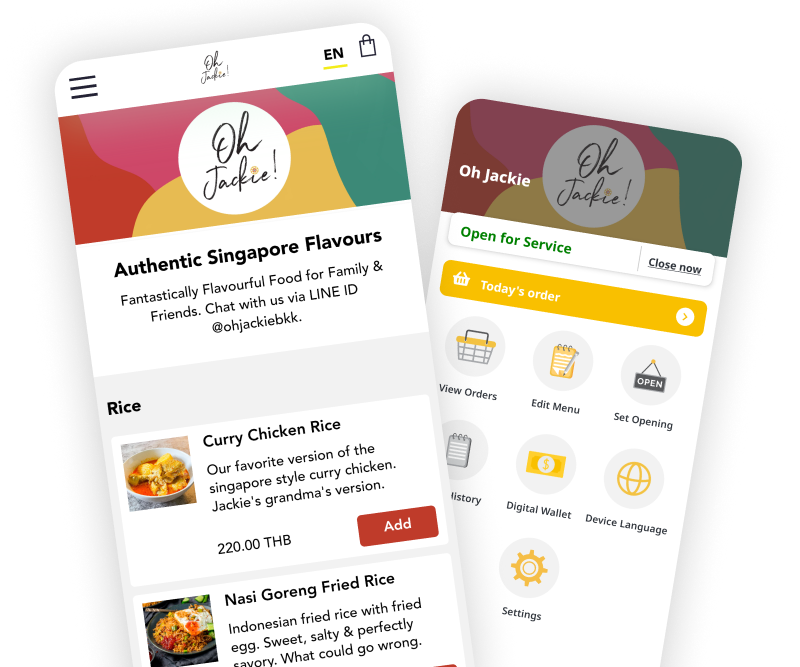 Oh
Jackie!
EN
Oh
Jackie!
Authentic Singapore Flavours
Fantastically Flavourful Food for Family &
Friends. Chat with us via LINE ID
@ohjackiebkk.
Rice
Curry Chicken Rice
Our favorite version of the
singapore style curry chicken.
Jackie's grandma's version.
220.00 THB
Add
Nasi Goreng Fried Rice
Indonesian fried rice with fried
egg. Sweet, salty & perfectly
savory. What could go wrong.
Oh Jackie
Oh
Jackie!
Open for Service
Close now
Today's order
View Orders
Edit Menu
OPEN
Set Opening
History
$
Digital Wallet
Device Language
Settings